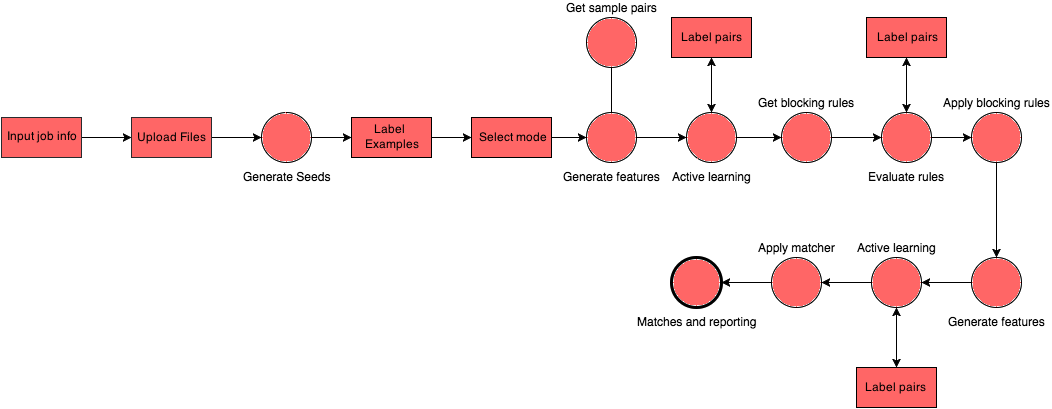 Get sample pairs
Label pairs
Label pairs
Get blocking rules
Apply blocking rules
Input job info
Upload Files
Label
Examples
Select mode
Generate Seeds
Generate features
Active learning
Evaluate rules
Apply matcher
Active learning
Matches and reporting
Generate features
Label pairs